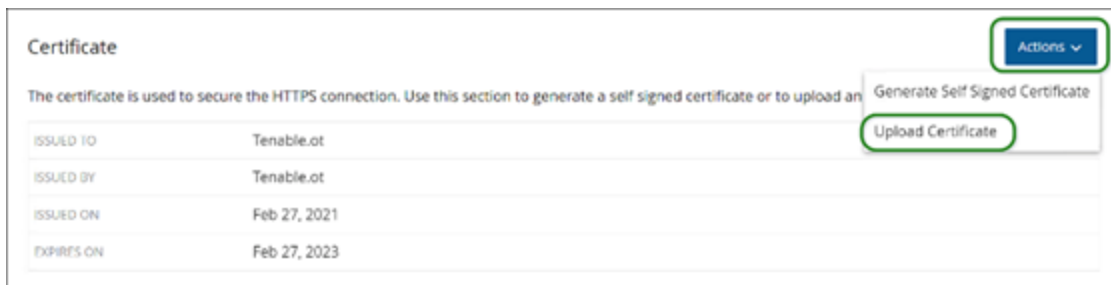 Certificate
Actions
The certificate is used to secure the HTTPS connection. Use this section to generate a self signed certificate or to upload an
Generate Self Signed Certificate
Upload Certificate
ISSUED TO Tenable.ot
ISSUED BY Tenable.ot
ISSUED ON Feb 27, 2021
EXPIRES ON Feb 27, 2023